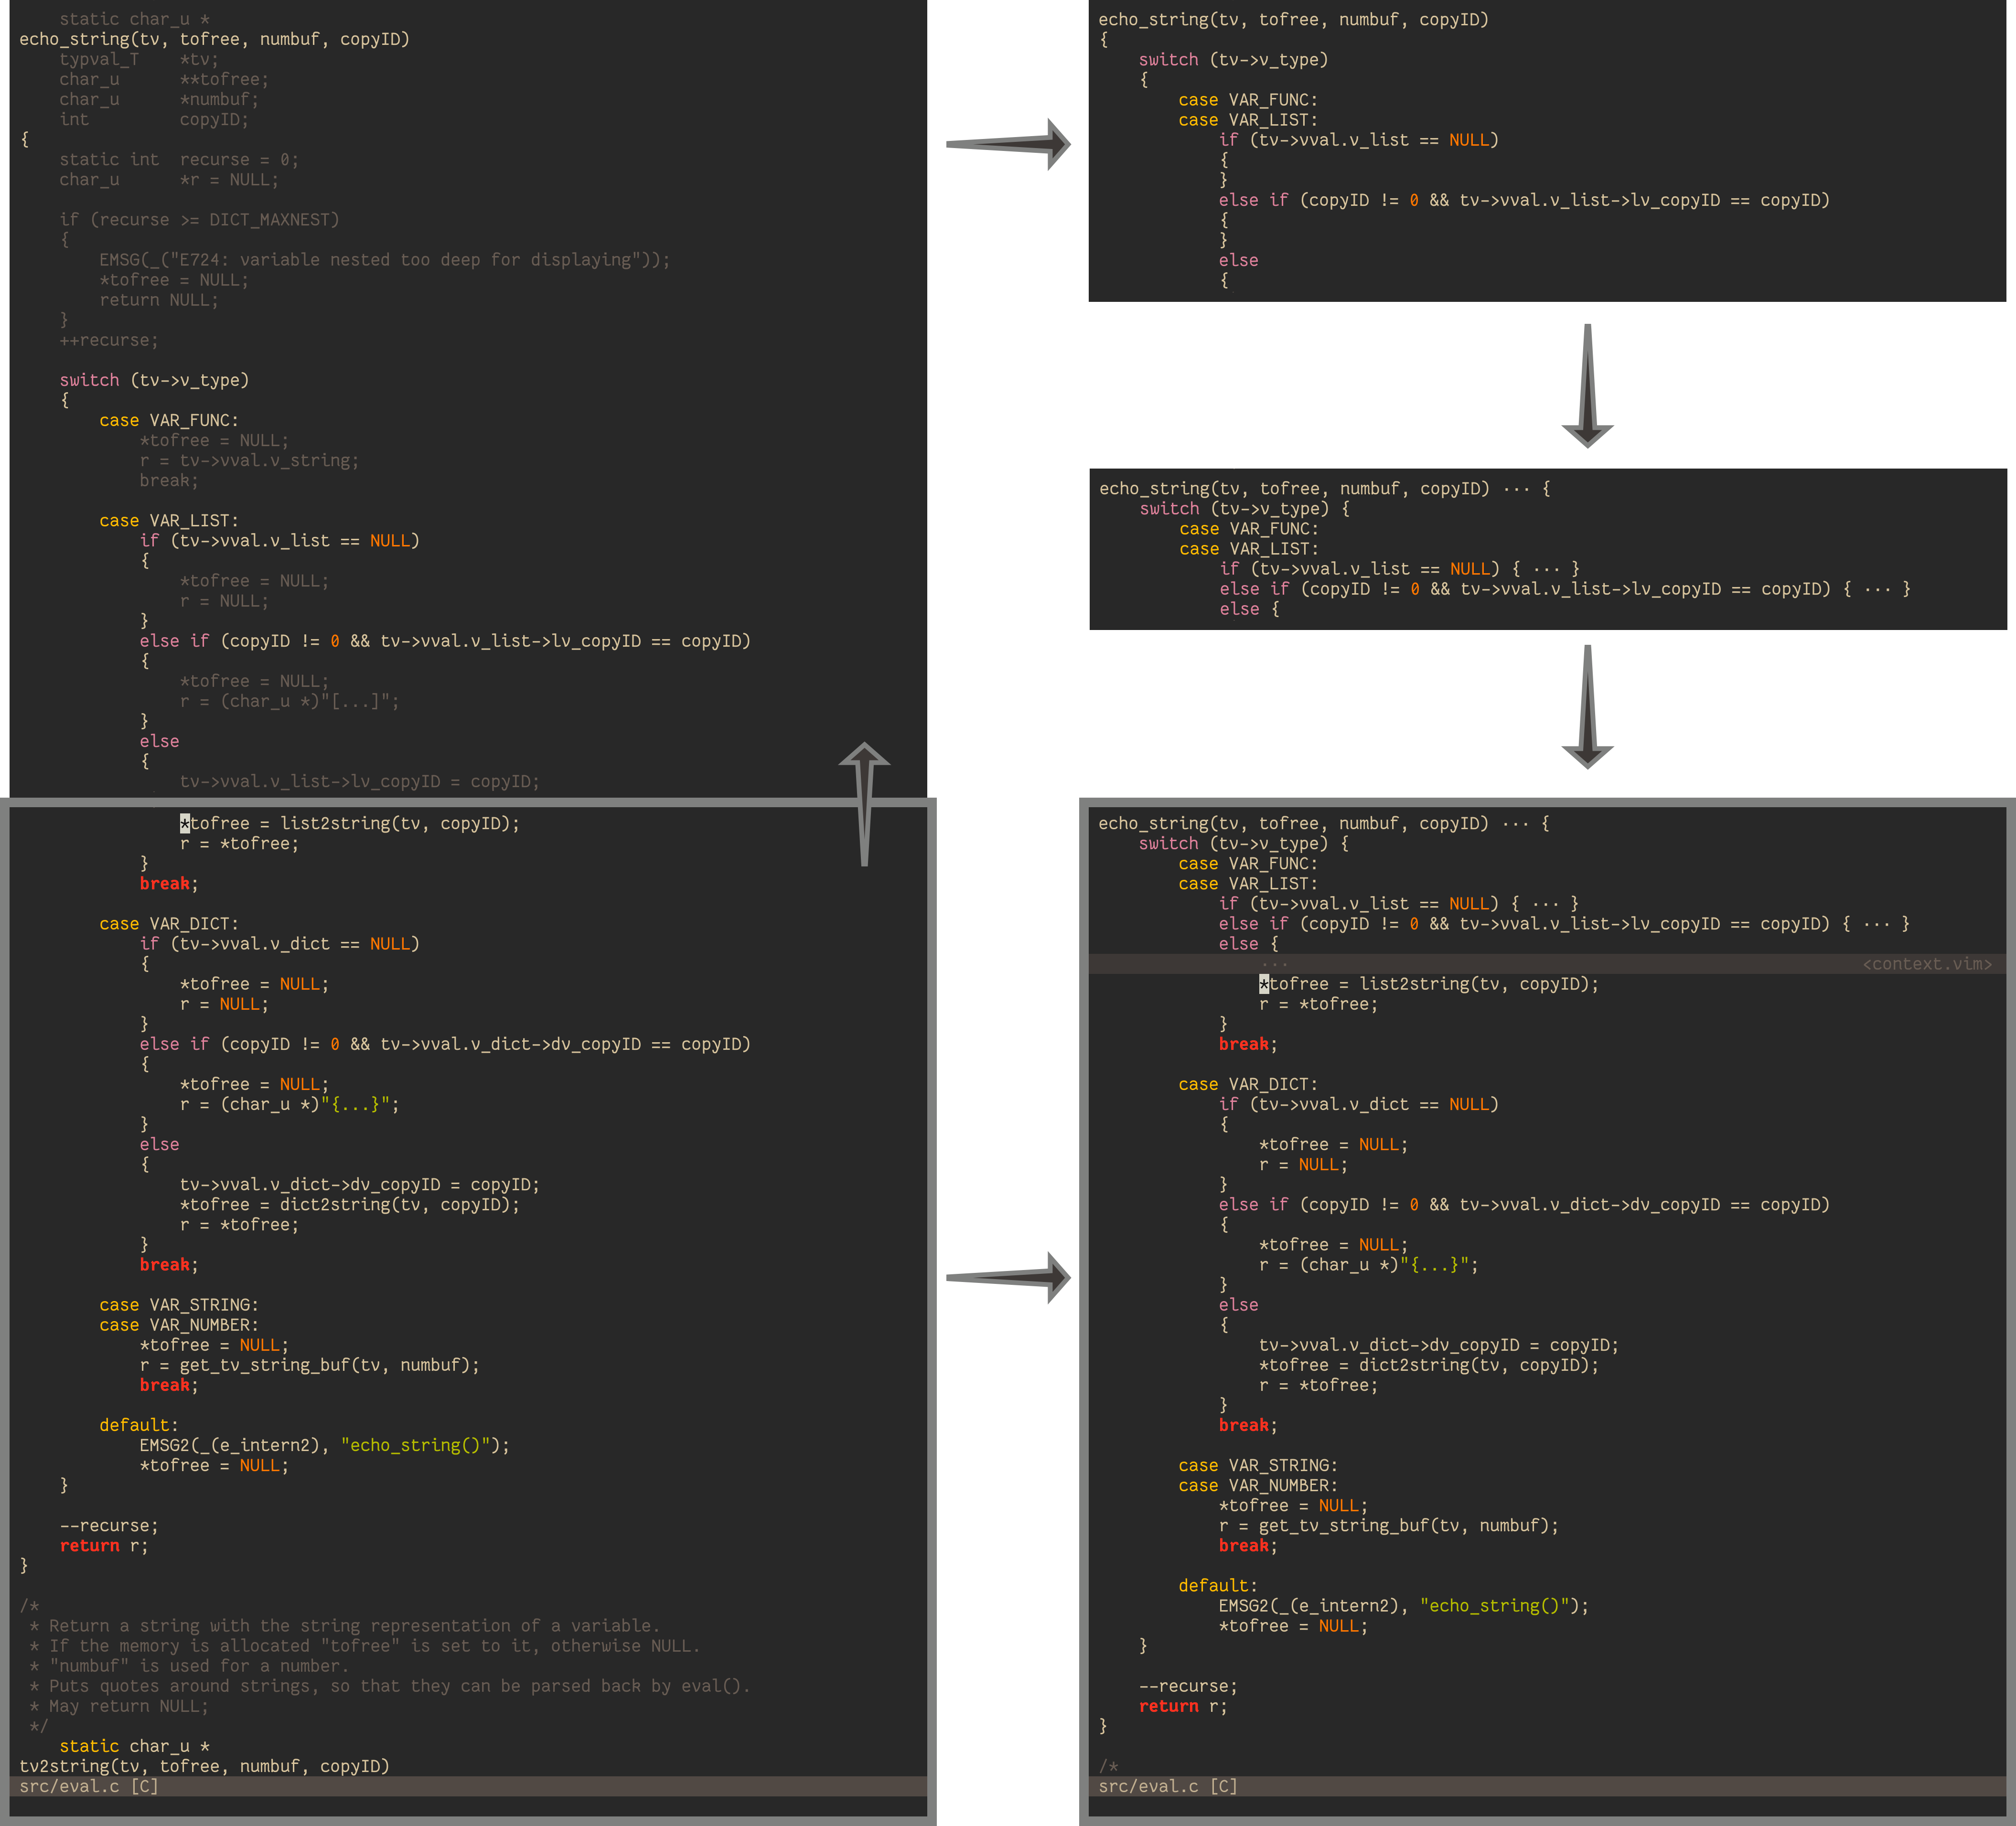 static char_u *
echo_string(tv, tofree, numbuf, copyID)
    typval_T    *tv;
    char_u      **tofree;
    char_u      *numbuf;
    int         copyID;
{
    static int  recurse = 0;
    char_u      *r = NULL;

    if (recurse >= DICT_MAXNEST)
    {
        EMSG(_("E724: variable nested too deep for displaying"));
        *tofree = NULL;
        return NULL;
    }
    ++recurse;

    switch (tv->v_type)
    {
        case VAR_FUNC:
            *tofree = NULL;
            r = tv->vval.v_string;
            break;

        case VAR_LIST:
            if (tv->vval.v_list == NULL)
            {
                *tofree = NULL;
                r = NULL;
            }
            else if (copyID != 0 && tv->vval.v_list->lv_copyID == copyID)
            {
                *tofree = NULL;
                r = (char_u *)"[...]";
            }
            else
            {
                tv->vval.v_list->lv_copyID = copyID;
                *tofree = list2string(tv, copyID);
                r = *tofree;
            }
            break;

        case VAR_DICT:
            if (tv->vval.v_dict == NULL)
            {
                *tofree = NULL;
                r = NULL;
            }
            else if (copyID != 0 && tv->vval.v_dict->dv_copyID == copyID)
            {
                *tofree = NULL;
                r = (char_u *)"{...}";
            }
            else
            {
                tv->vval.v_dict->dv_copyID = copyID;
                *tofree = dict2string(tv, copyID);
                r = *tofree;
            }
            break;

        case VAR_STRING:
        case VAR_NUMBER:
            *tofree = NULL;
            r = get_tv_string_buf(tv, numbuf);
            break;

        default:
            EMSG2(_(e_intern2), "echo_string()");
            *tofree = NULL;
    }

    --recurse;
    return r;
}

/*
 * Return a string with the string representation of a variable.
 * If the memory is allocated "tofree" is set to it, otherwise NULL.
 * "numbuf" is used for a number.
 * Puts quotes around strings, so that they can be parsed back by eval().
 * May return NULL;
 */
    static char_u *
tv2string(tv, tofree, numbuf, copyID)
src/eval.c [C]
echo_string(tv, tofree, numbuf, copyID)
{
    switch (tv->v_type)
    {
        case VAR_FUNC:
        case VAR_LIST:
            if (tv->vval.v_list == NULL)
            {
            }
            else if (copyID != 0 && tv->vval.v_list->lv_copyID == copyID)
            {
            }
            else
            {
echo_string(tv, tofree, numbuf, copyID) ··· {
    switch (tv->v_type) {
        case VAR_FUNC:
        case VAR_LIST:
            if (tv->vval.v_list == NULL) { ··· }
            else if (copyID != 0 && tv->vval.v_list->lv_copyID == copyID) { ··· }
            else {
echo_string(tv, tofree, numbuf, copyID) ··· {
    switch (tv->v_type) {
        case VAR_FUNC:
        case VAR_LIST:
            if (tv->vval.v_list == NULL) { ··· }
            else if (copyID != 0 && tv->vval.v_list->lv_copyID == copyID) { ··· }
            else {
                ···                                                         <context.vim>
                *tofree = list2string(tv, copyID);
                r = *tofree;
            }
            break;

        case VAR_DICT:
            if (tv->vval.v_dict == NULL)
            {
                *tofree = NULL;
                r = NULL;
            }
            else if (copyID != 0 && tv->vval.v_dict->dv_copyID == copyID)
            {
                *tofree = NULL;
                r = (char_u *)"{...}";
            }
            else
            {
                tv->vval.v_dict->dv_copyID = copyID;
                *tofree = dict2string(tv, copyID);
                r = *tofree;
            }
            break;

        case VAR_STRING:
        case VAR_NUMBER:
            *tofree = NULL;
            r = get_tv_string_buf(tv, numbuf);
            break;

        default:
            EMSG2(_(e_intern2), "echo_string()");
            *tofree = NULL;
    }

    --recurse;
    return r;
}

/*
src/eval.c [C]